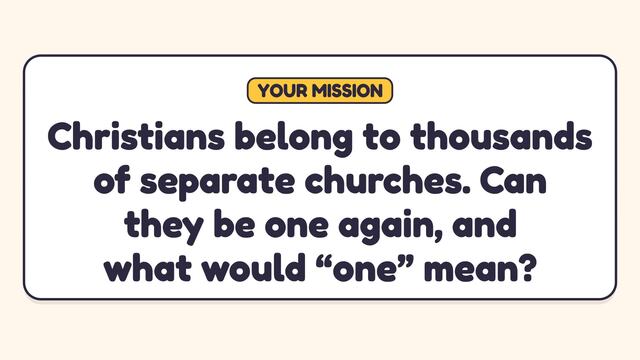 YOUR MISSION
Christians belong to thousands
of separate churches. Can
they be one again, and
what would “one” mean?